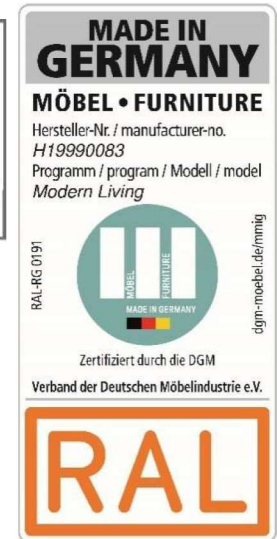 MADE IN
GERMANY
MÖBEL • FURNITURE
Hersteller-Nr. / manufacturer-no.
H19990083
Programm / program / Modell / model
Modern Living
RAL-RG 0191
MÖBEL
FURNITURE
MADE IN GERMANY
dgm-moebel.de/mmig
Zertifiziert durch die DGM
Verband der Deutschen Möbelindustrie e.V.
RAL